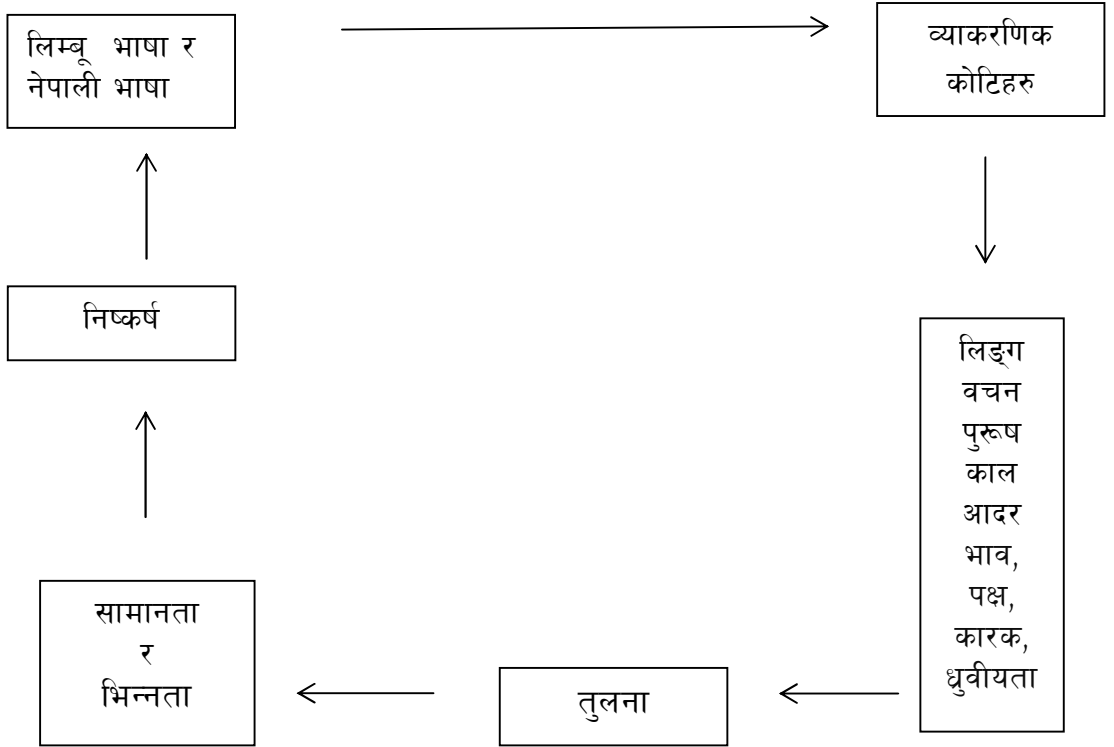 लिम्बू भाषा र
नेपाली भाषा
व्याकरणिक
कोटिहरु
लिङ्ग
वचन
पुरूष
काल
आदर
भाव,
पक्ष,
कारक,
ध्रुवीयता
तुलना
सामानता
र
भिन्नता
निष्कर्ष